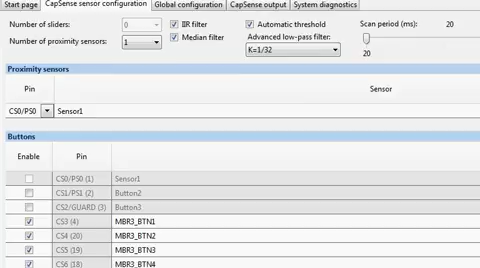 Start page CapSense sensor configuration Global configuration CapSense output System diagnostics
Number of sliders: 0 IIR filter Automatic threshold Scan period (ms): 20
Number of proximity sensors: 1 Median filter Advanced low-pass filter:
K=1/32 20
Proximity sensors
Pin Sensor
CS0/PS0 Sensor1
Buttons
Enable Pin
CS0/PS0 (1) Sensor1
CS1/PS1 (2) Button2
CS2/GUARD (3) Button3
CS3 (4) MBR3_BTN1
CS4 (20) MBR3_BTN2
CS5 (19) MBR3_BTN3
CS6 (18) MBR3_BTN4